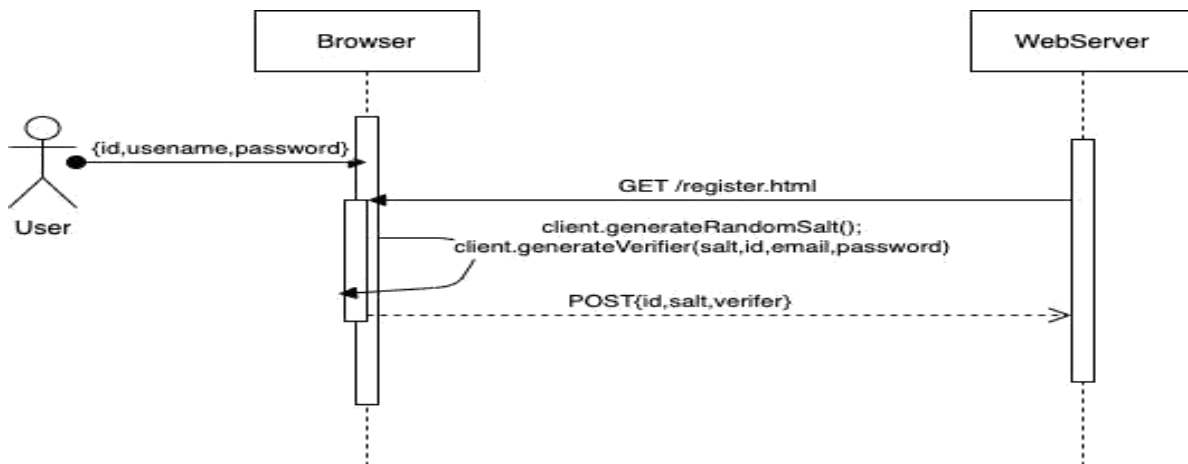 Browser
WebServer
{id,usename,password}
User
GET /register.html
client.generateRandomSalt();
client.generateVerifier(salt,id,email,password)
POST{id,salt,verifer}